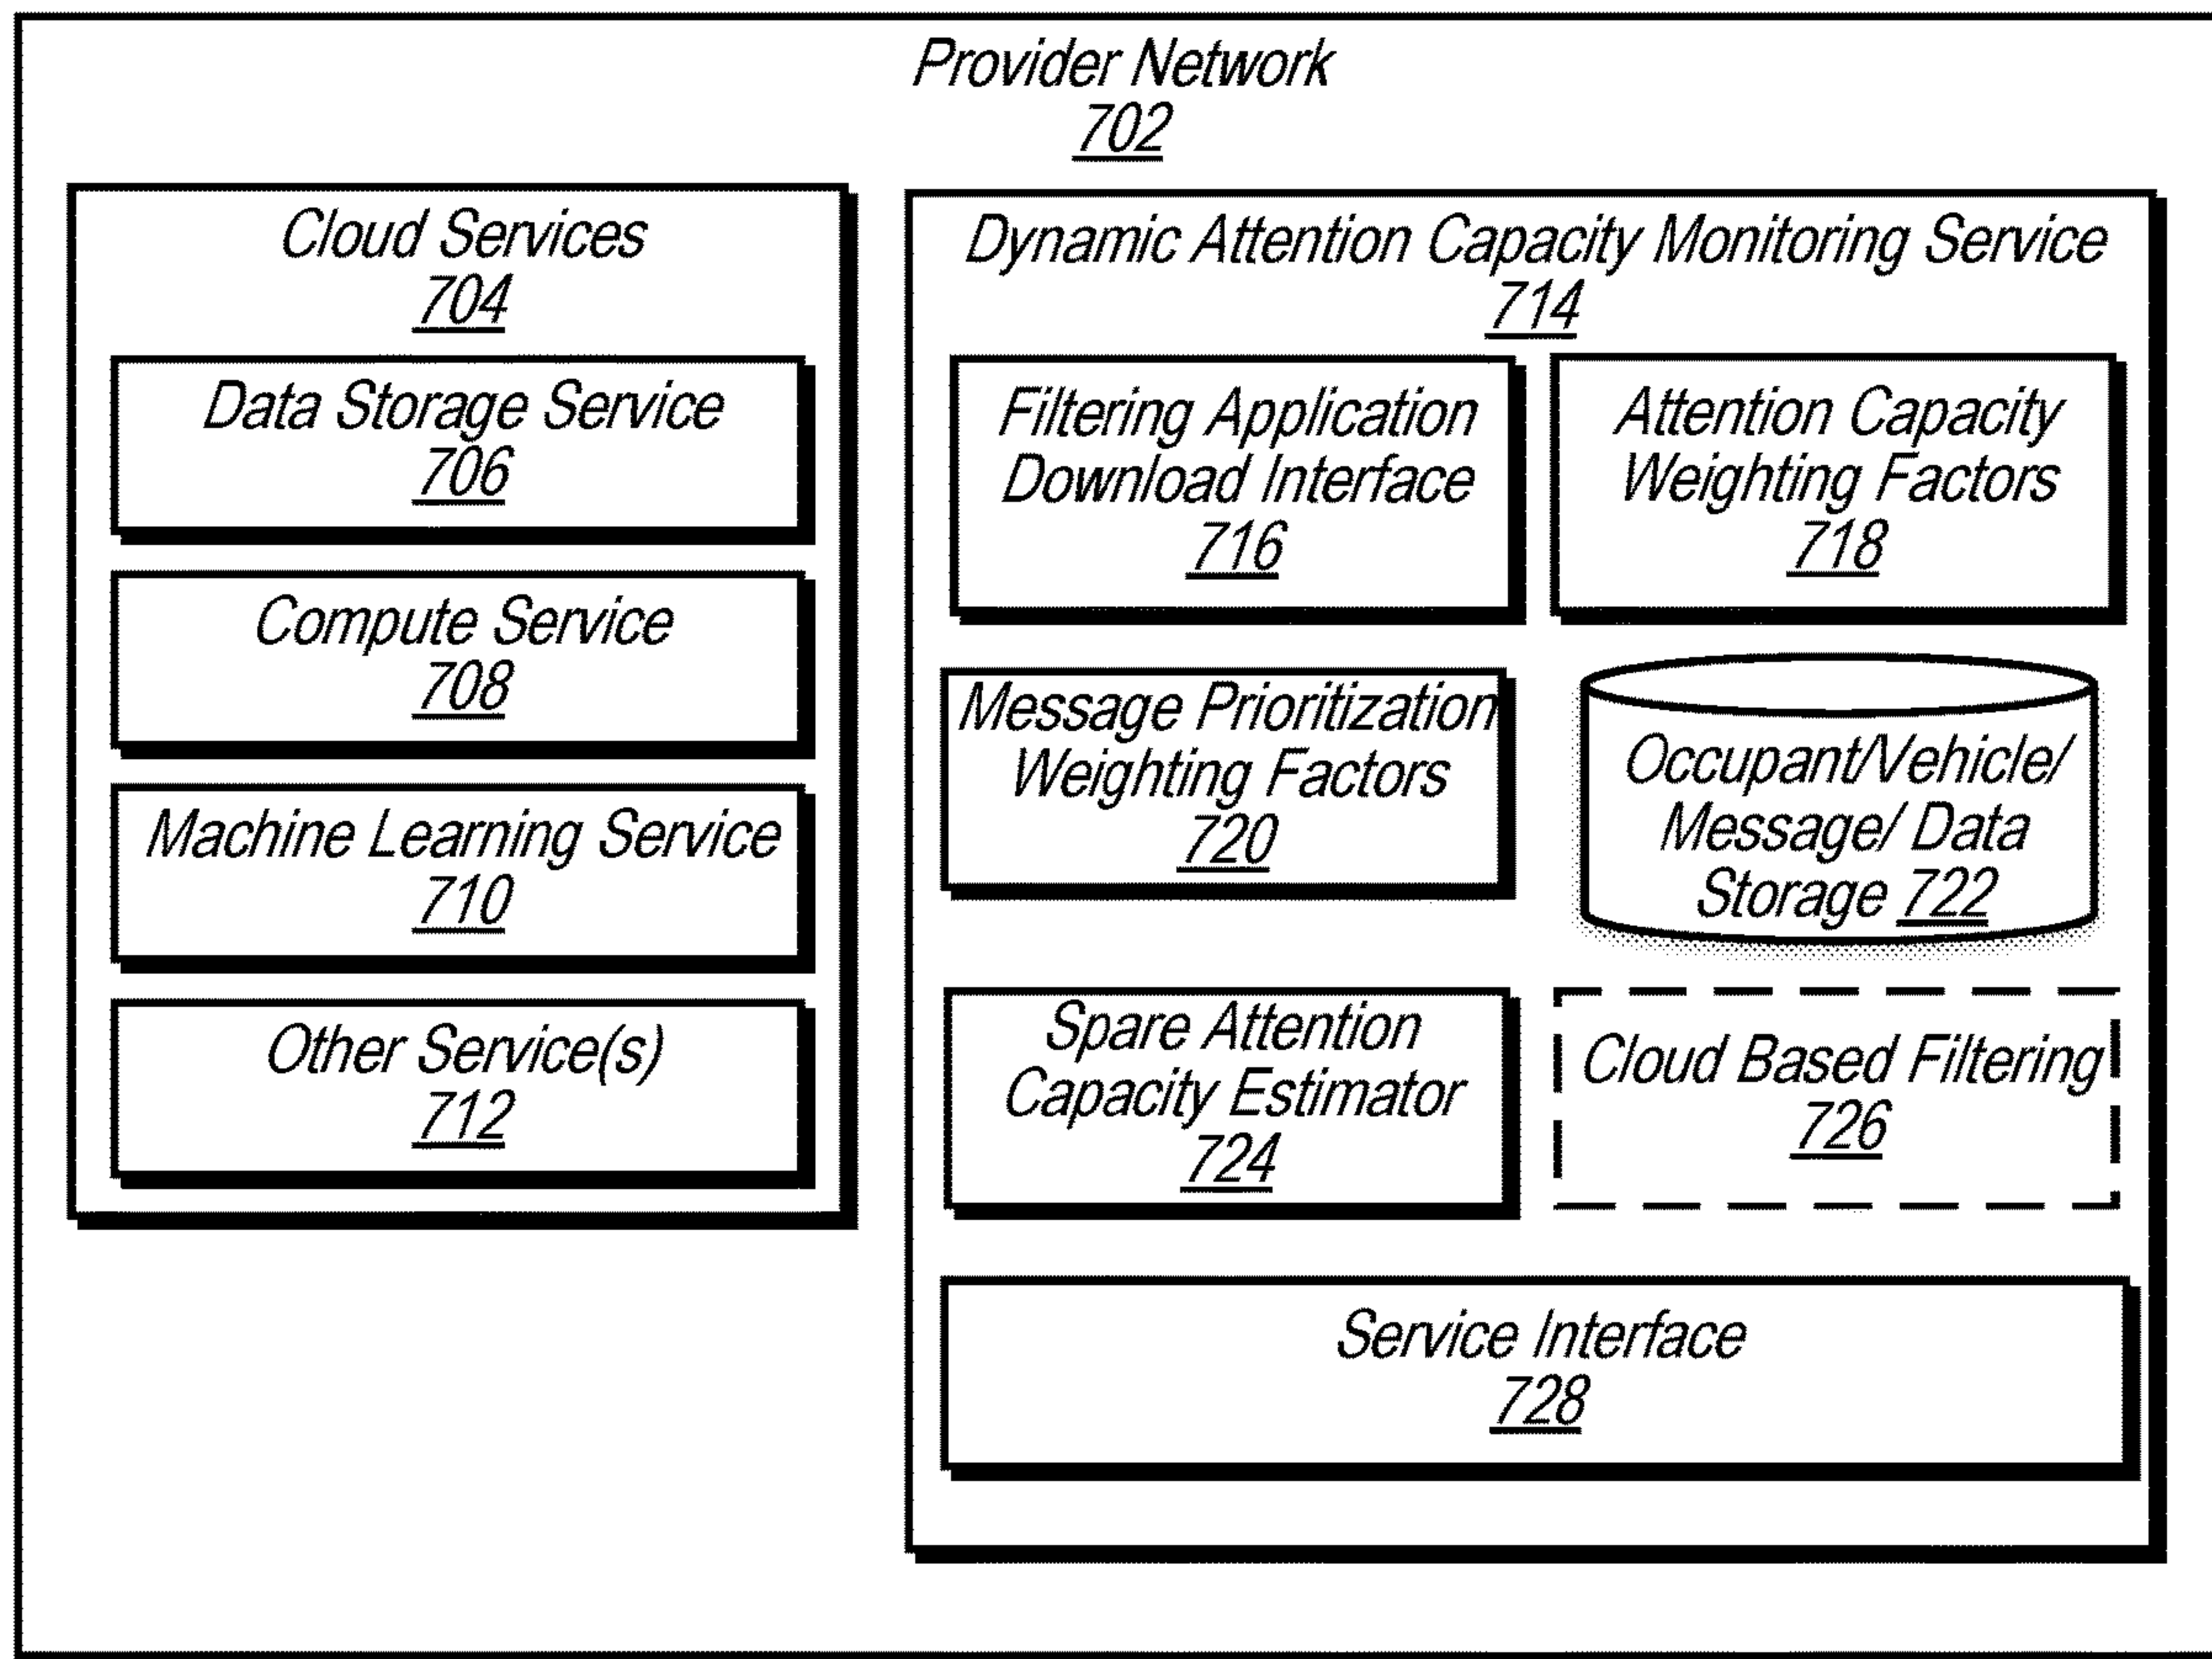 Provider Network
702
Cloud Services
704
Data Storage Service
706
Compute Service
708
Machine Learning Service
710
Other Service(s)
712
Dynamic Attention Capacity Monitoring Service
714
Filtering Application
Download Interface
716
Attention Capacity
Weighting Factors
718
Message Prioritization
Weighting Factors
720
Occupant/Vehicle/
Message/ Data
Storage 722
Spare Attention
Capacity Estimator
724
Cloud Based Filtering
726
Service Interface
728